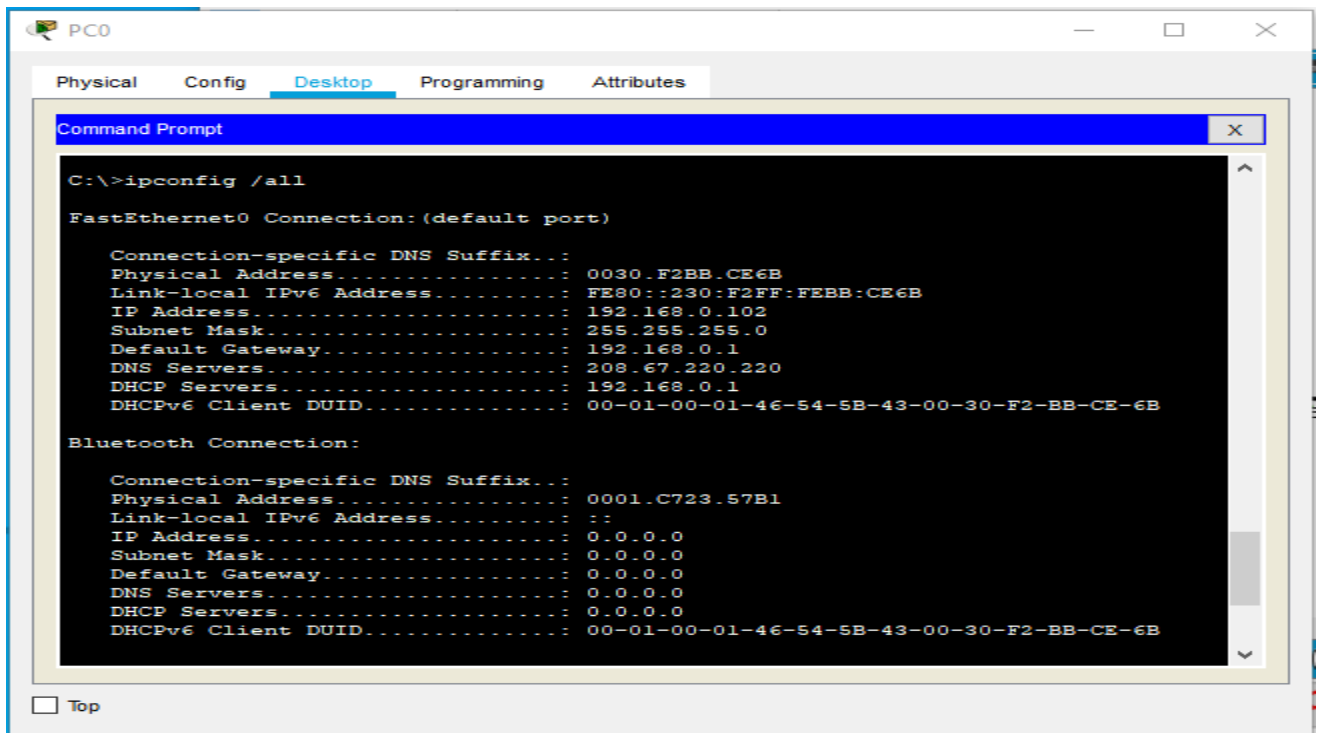 PC0
Physical Config Desktop Programming Attributes
Command Prompt X
C:\>ipconfig /all
FastEthernet0 Connection:(default port)
Connection-specific DNS Suffix..:
Physical Address................: 0030.F2BB.CE6B
Link-local IPv6 Address.........: FE80::230:F2FF:FEBB:CE6B
IP Address......................: 192.168.0.102
Subnet Mask.....................: 255.255.255.0
Default Gateway.................: 192.168.0.1
DNS Servers.....................: 208.67.220.220
DHCP Servers....................: 192.168.0.1
DHCPv6 Client DUID..............: 00-01-00-01-46-54-5B-43-00-30-F2-BB-CE-6B
Bluetooth Connection:
Connection-specific DNS Suffix..:
Physical Address................: 0001.C723.57B1
Link-local IPv6 Address.........: ::
IP Address......................: 0.0.0.0
Subnet Mask.....................: 0.0.0.0
Default Gateway.................: 0.0.0.0
DNS Servers.....................: 0.0.0.0
DHCP Servers....................: 0.0.0.0
DHCPv6 Client DUID..............: 00-01-00-01-46-54-5B-43-00-30-F2-BB-CE-6B
Top